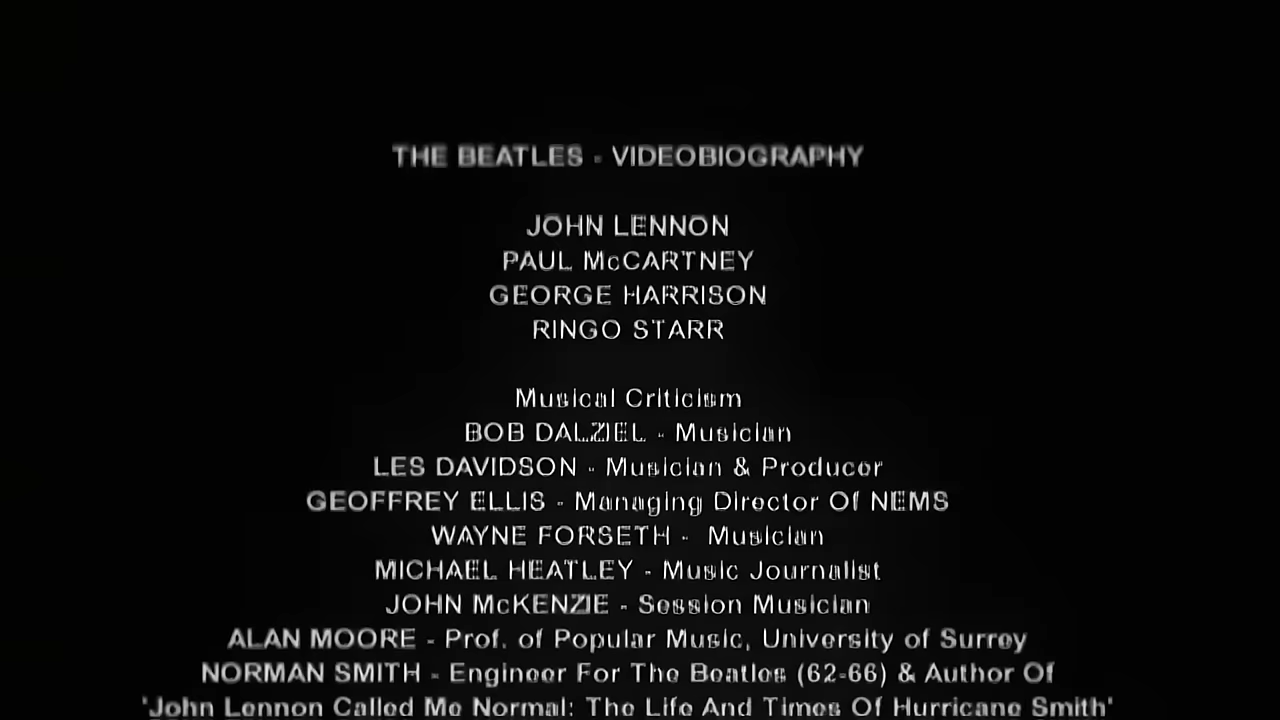 THE BEATLES - VIDEOBIOGRAPHY
JOHN LENNON
PAUL McCARTNEY
GEORGE HARRISON
RINGO STARR
Musical Criticism
BOB DALZIEL - Musician
LES DAVIDSON - Musician & Producer
GEOFFREY ELLIS - Managing Director Of NEMS
WAYNE FORSETH - Musician
MICHAEL HEATLEY - Music Journalist
JOHN McKENZIE - Session Musician
ALAN MOORE - Prof. of Popular Music, University of Surrey
NORMAN SMITH - Engineer For The Beatles (62-66) & Author Of
'John Lennon Called Me Normal: The Life And Times Of Hurricane Smith'